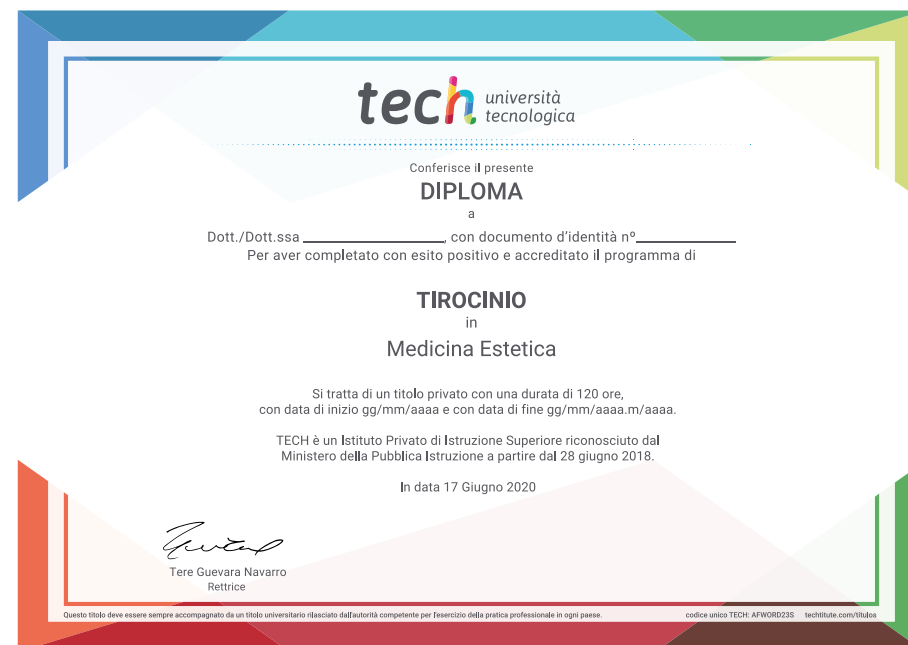 tech università
tecnologica
Conferisce il presente
DIPLOMA
a
Dott./Dott.ssa ____________________, con documento d'identità nº______________
Per aver completato con esito positivo e accreditato il programma di
TIROCINIO
in
Medicina Estetica
Si tratta di un titolo privato con una durata di 120 ore,
con data di inizio gg/mm/aaaa e con data di fine gg/mm/aaaa.m/aaaa.
TECH è un Istituto Privato di Istruzione Superiore riconosciuto dal
Ministero della Pubblica Istruzione a partire dal 28 giugno 2018.
In data 17 Giugno 2020
Tere Guevara Navarro
Rettrice
Questo titolo deve essere sempre accompagnato da un titolo universitario rilasciato dall'autorità competente per l'esercizio della pratica professionale in ogni paese. codice unico TECH: AFWORD23S techtitute.com/titulos